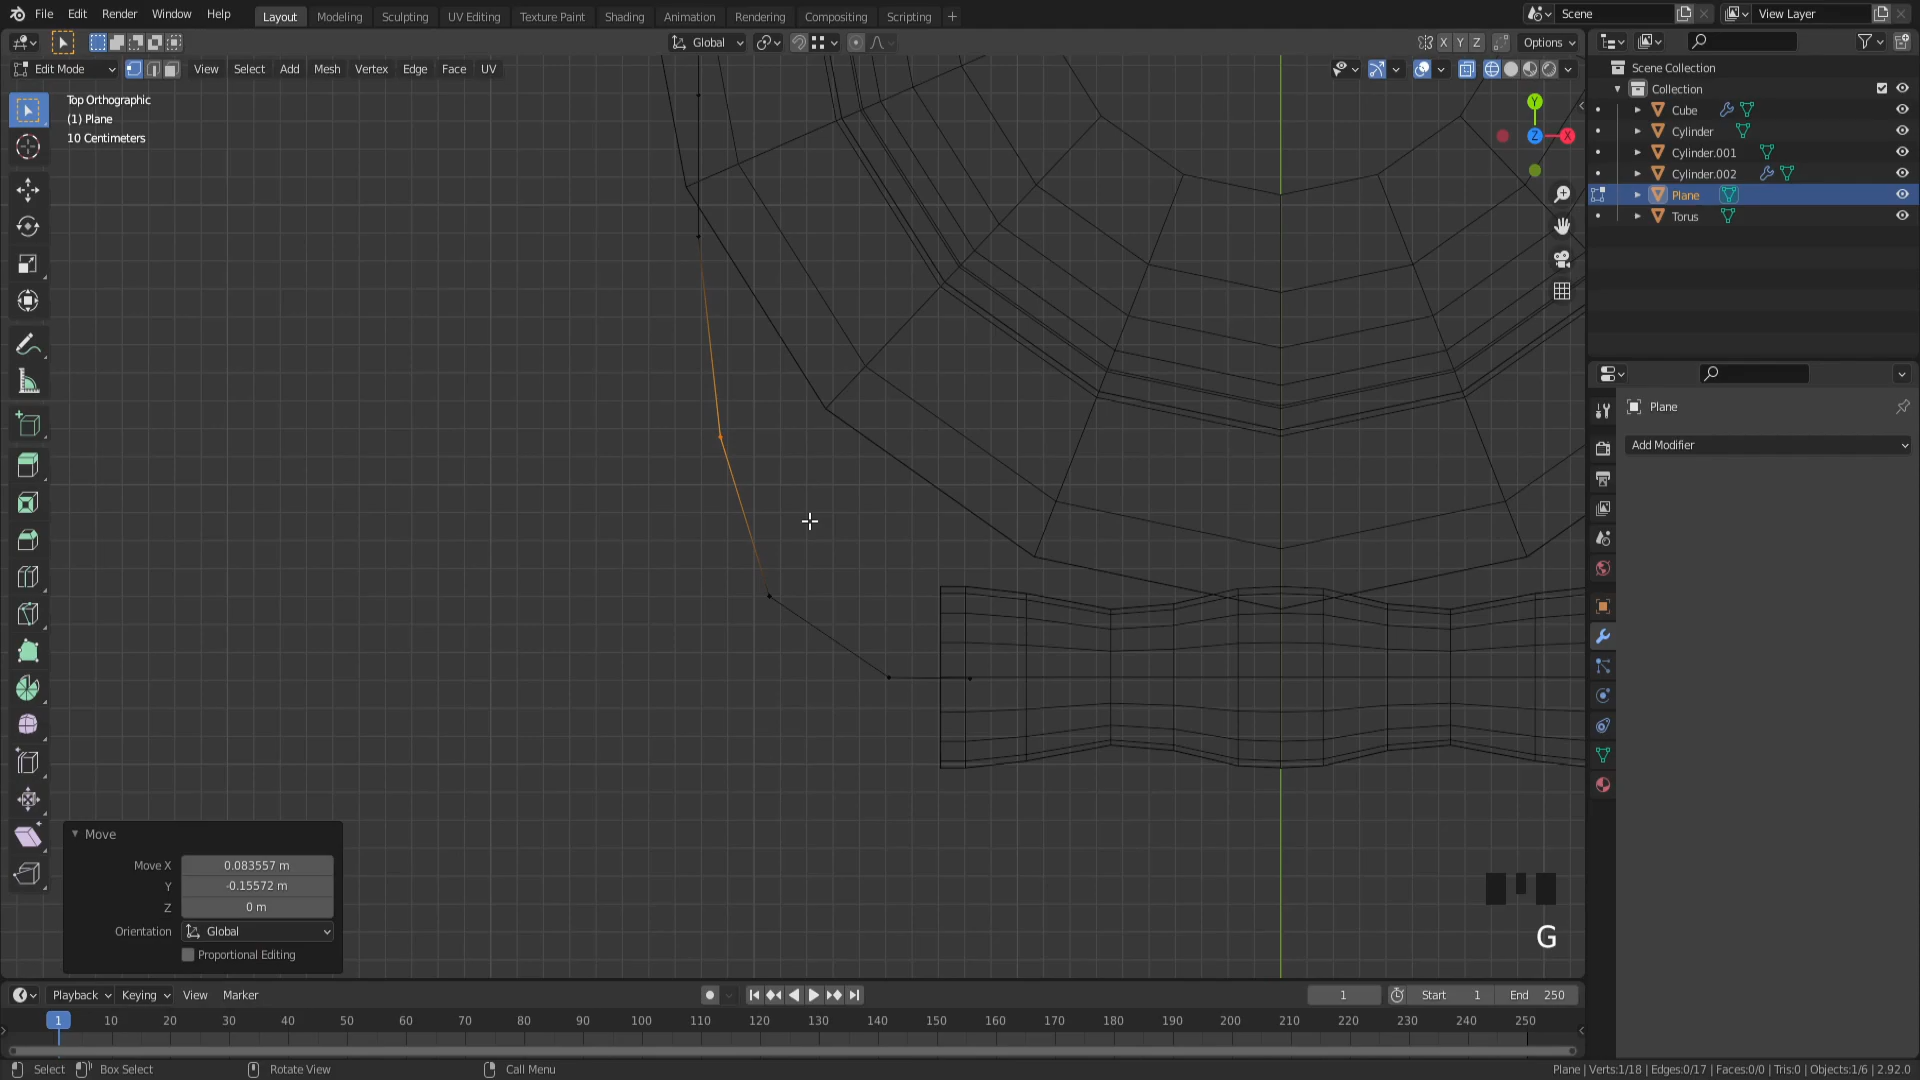 File Edit Render Window Help Layout Modeling Sculpting UV Editing Texture Paint Shading Animation Rendering Compositing Scripting + Scene View Layer
Global X Y Z Options
Edit Mode View Select Add Mesh Vertex Edge Face UV
Top Orthographic
(1) Plane
10 Centimeters
Y
Z
X
Scene Collection
Collection
Cube
Cylinder
Cylinder.001
Cylinder.002
Plane
Torus
Plane
Add Modifier
Move
Move X 0.083557 m
Y -0.15572 m
Z 0 m
Orientation Global
Proportional Editing
G
Playback Keying View Marker 1 Start 1 End 250
1 10 20 30 40 50 60 70 80 90 100 110 120 130 140 150 160 170 180 190 200 210 220 230 240 250
Select Box Select Rotate View Call Menu Plane | Verts:1/18 | Edges:0/17 | Faces:0/0 | Tris:0 | Objects:1/6 | 2.92.0